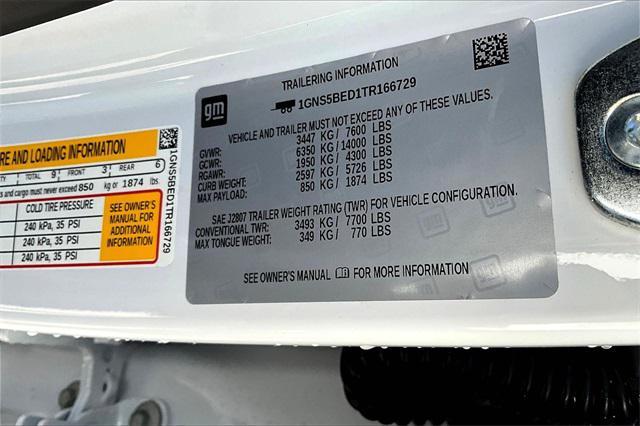 TRAILERING INFORMATION
gm
1GNS5BED1TR166729
VEHICLE AND TRAILER MUST NOT EXCEED ANY OF THESE VALUES.
GVWR: 3447 KG/ 7600 LBS
GCWR: 6350 KG/14000 LBS
RGAWR: 1950 KG/ 4300 LBS
CURB WEIGHT: 2597 KG/ 5726 LBS
MAX PAYLOAD: 850 KG/ 1874 LBS
SAE J2807 TRAILER WEIGHT RATING (TWR) FOR VEHICLE CONFIGURATION.
CONVENTIONAL TWR: 3493 KG/ 7700 LBS
MAX TONGUE WEIGHT: 349 KG/ 770 LBS
SEE OWNER'S MANUAL FOR MORE INFORMATION
RE AND LOADING INFORMATION
TOTAL 9 FRONT 3 REAR 6
and cargo must never exceed 850 kg or 1874 lbs.
COLD TIRE PRESSURE
240 kPa, 35 PSI
240 kPa, 35 PSI
240 kPa, 35 PSI
SEE OWNER'S
MANUAL FOR
ADDITIONAL
INFORMATION
1GNS5BED1TR166729